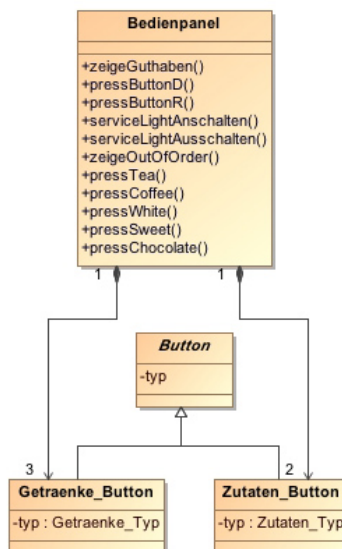 Bedienpanel
+zeigeGuthaben()
+pressButtonD()
+pressButtonR()
+serviceLightAnschalten()
+serviceLightAusschalten()
+zeigeOutOfOrder()
+pressTea()
+pressCoffee()
+pressWhite()
+pressSweet()
+pressChocolate()
1 1
Button
-typ
3 2
Getraenke_Button Zutaten_Button
-typ : Getraenke_Typ -typ : Zutaten_Typ